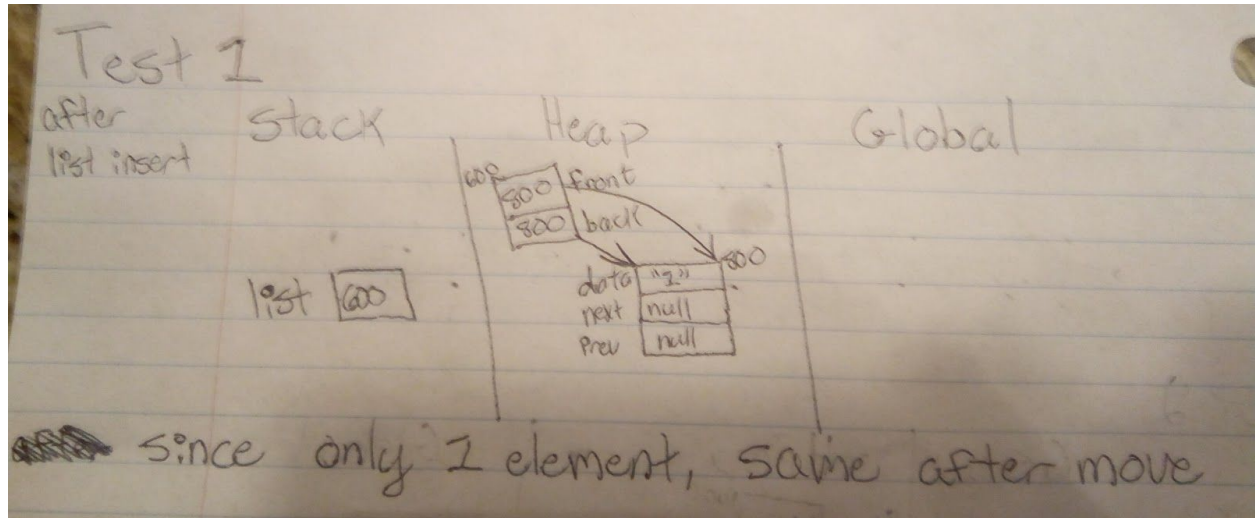 Test 1
after Stack Heap Global
list insert
600
800 front
800 back
800
data "1"
list 600
next null
prev null
since only 1 element, same after move